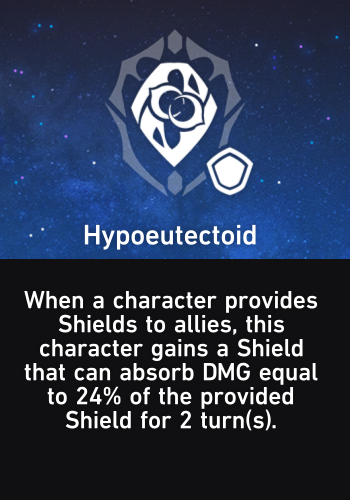 Hypoeutectoid
When a character provides
Shields to allies, this
character gains a Shield
that can absorb DMG equal
to 24% of the provided
Shield for 2 turn(s).